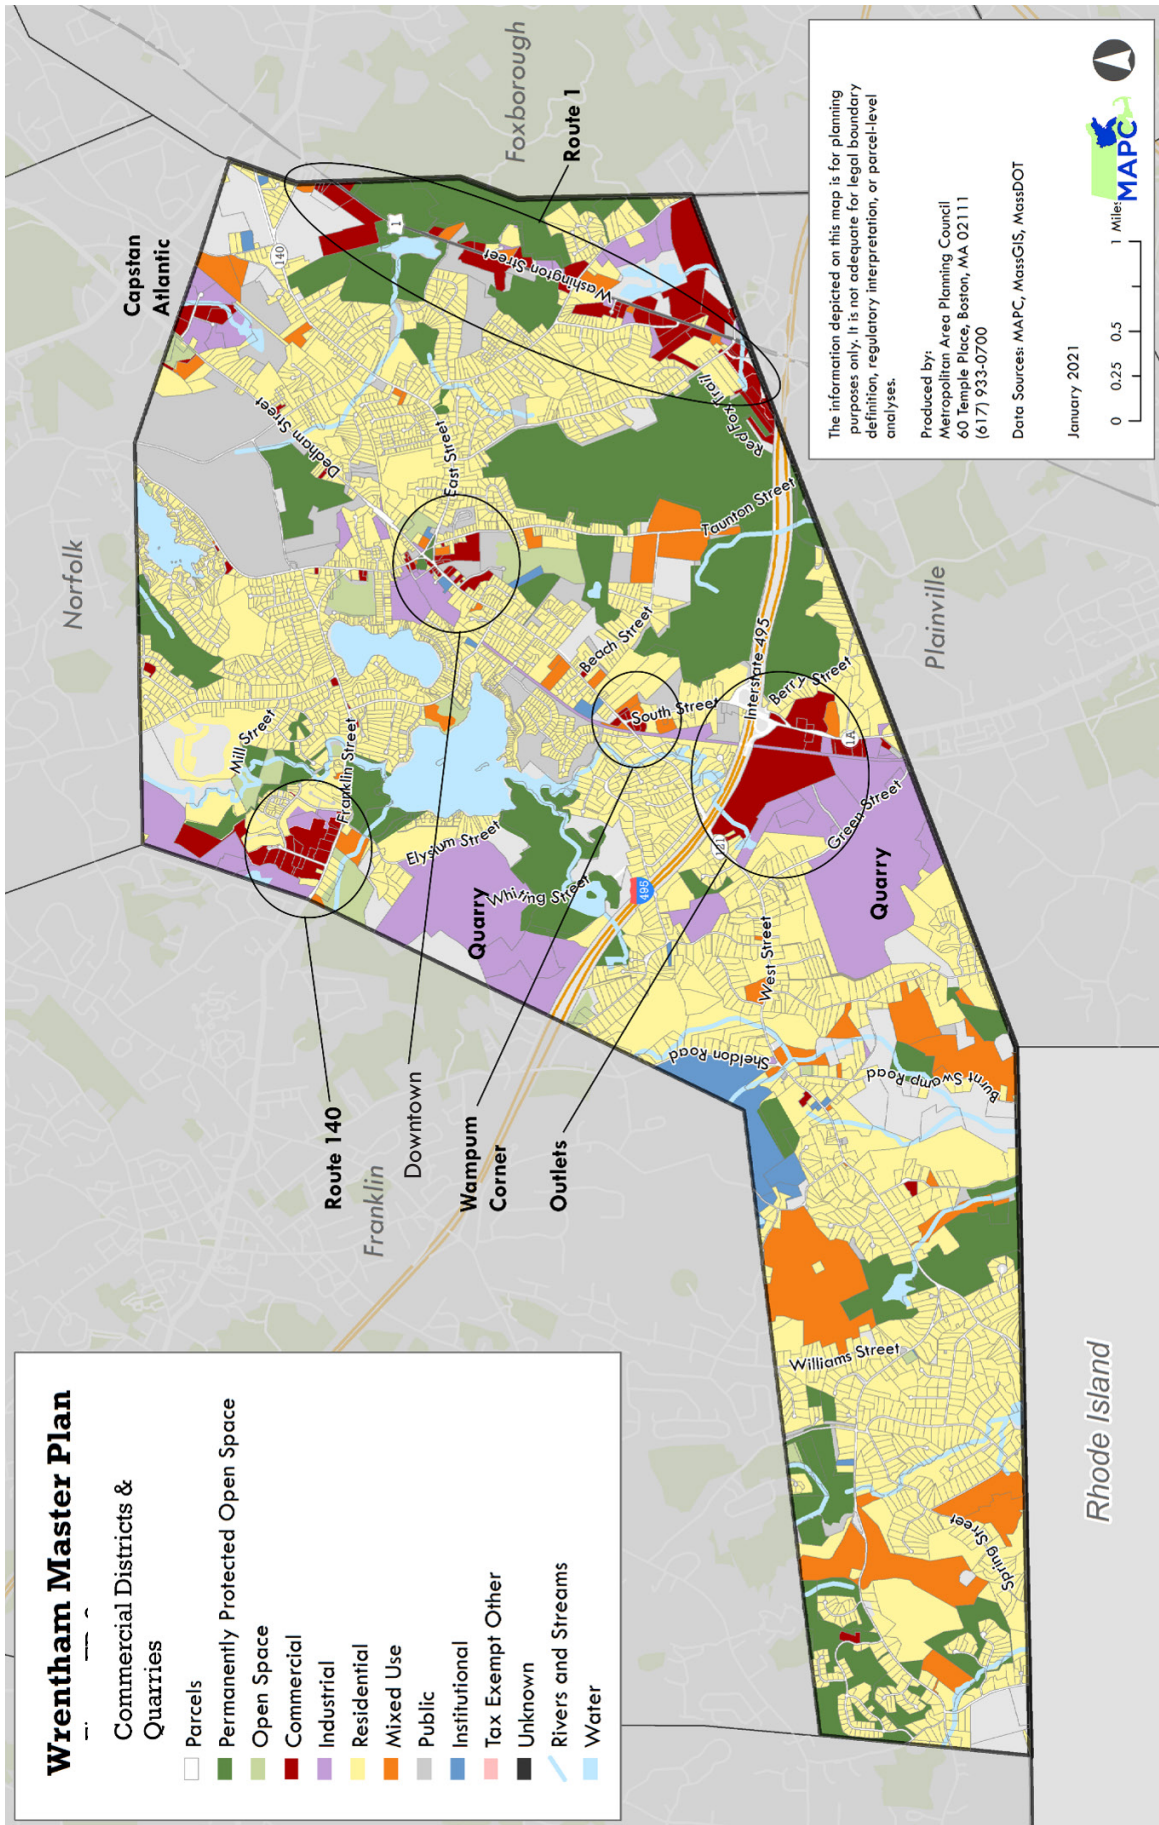 Wrentham Master Plan
Commercial Districts &
Quarries
Parcels
Permanently Protected Open Space
Open Space
Commercial
Industrial
Residential
Mixed Use
Public
Institutional
Tax Exempt Other
Unknown
Rivers and Streams
Water
Norfolk
Foxborough
Franklin
Plainville
Rhode Island
Capstan
Atlantic
Route 1
Route 140
Downtown
Wampum
Corner
Outlets
Quarry
Quarry
Mill Street
Franklin Street
Elysium Street
Whiting Street
Dedham Street
East Street
Washington Street
Red Fox Trail
Taunton Street
Beach Street
South Street
Interstate 495
Berry Street
Green Street
West Street
Sheldon Road
Burnt Swamp Road
Williams Street
Spring Street
140
1
1A
121
495
The information depicted on this map is for planning
purposes only. It is not adequate for legal boundary
definition, regulatory interpretation, or parcel-level
analyses.
Produced by:
Metropolitan Area Planning Council
60 Temple Place, Boston, MA 02111
(617) 933-0700
Data Sources: MAPC, MassGIS, MassDOT
January 2021
0 0.25 0.5 1 Miles
MAPC